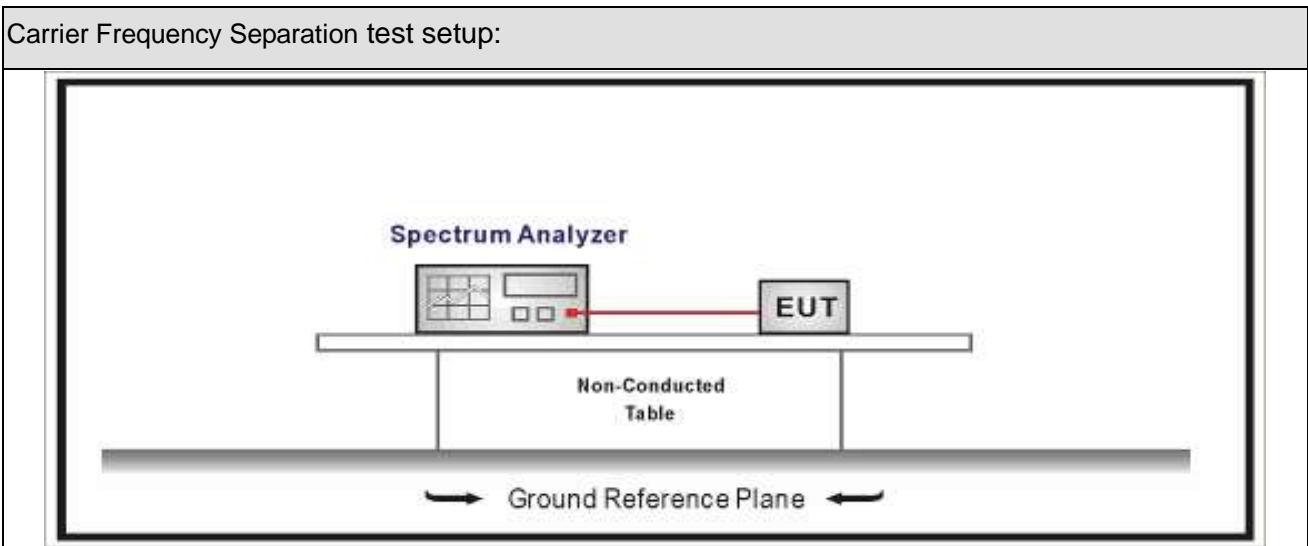 Carrier Frequency Separation test setup:
Spectrum Analyzer
EUT
Non-Conducted
Table
Ground Reference Plane